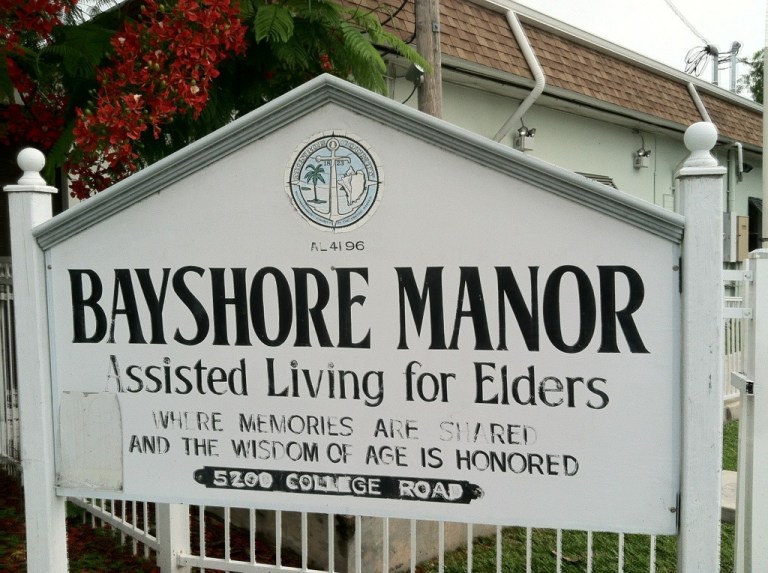 AL4196
BAYSHORE MANOR
Assisted Living for Elders
WHERE MEMORIES ARE SHARED
AND THE WISDOM OF AGE IS HONORED
5200 COLLEGE ROAD